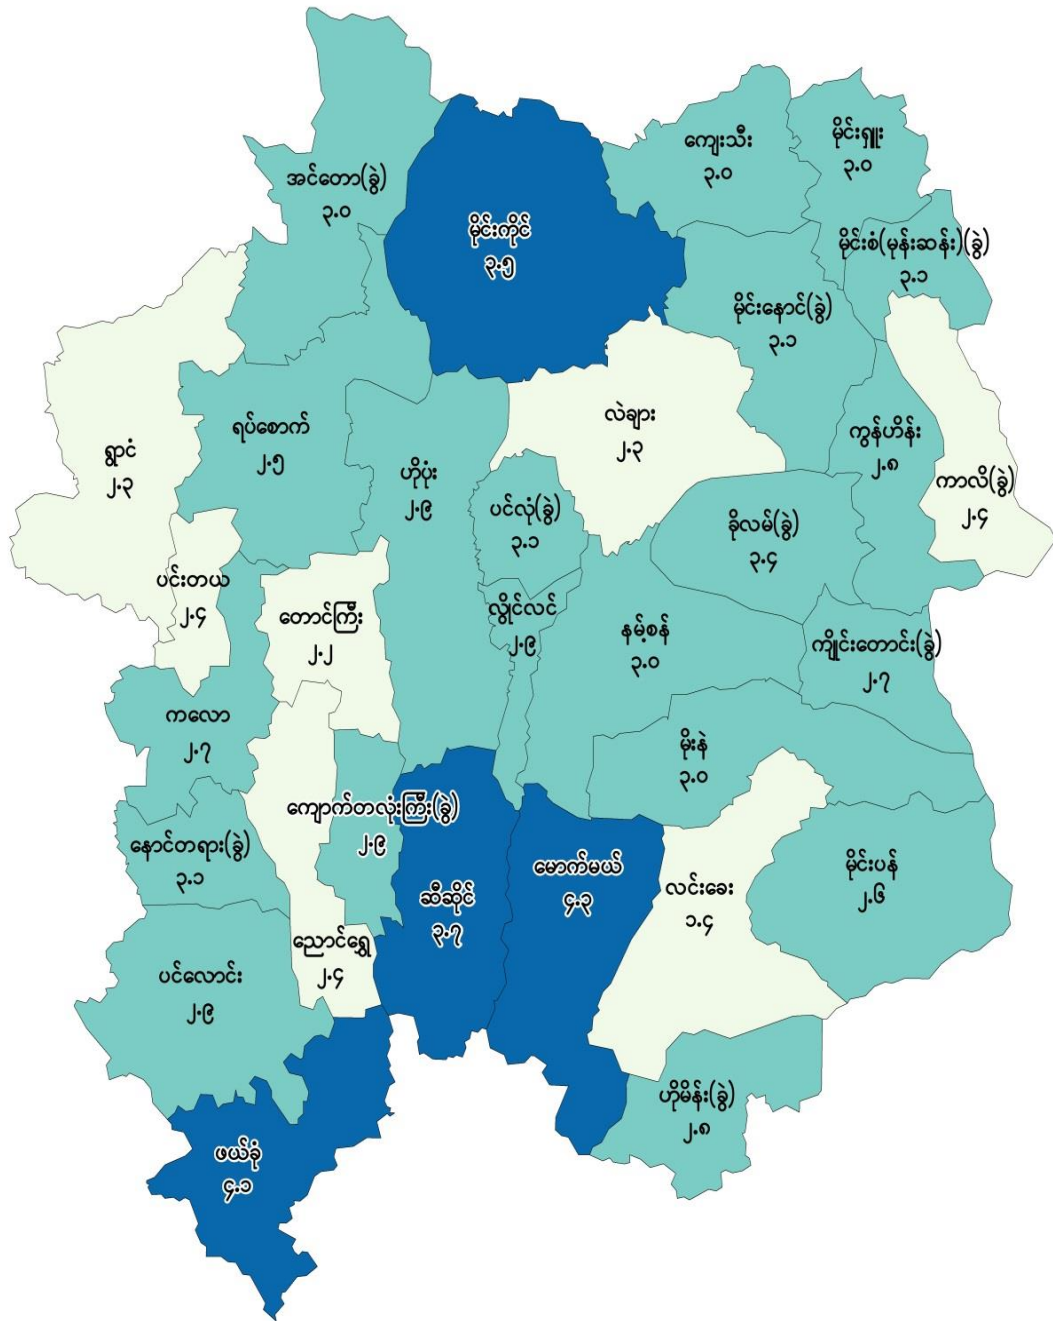 ကျေးသီး
၃.၀
မိုင်းရှူး
၃.၀
အင်တော(ခွဲ)
၃.၀
မိုင်းကိုင်
၃.၅
မိုင်းစံ(မုန်းဆန်း)(ခွဲ)
၃.၁
မိုင်းနောင်(ခွဲ)
၃.၁
လဲချား
၂.၃
ရပ်စောက်
၂.၅
ကွန်ဟိန်း
၂.၈
ရွာငံ
၂.၃
ဟိုပုံး
၂.၉
ကာလိ(ခွဲ)
၂.၄
ပင်လုံ(ခွဲ)
၃.၁
ခိုလမ်(ခွဲ)
၃.၄
ပင်းတယ
၂.၄
တောင်ကြီး
၂.၂
လွိုင်လင်
၂.၉
နမ့်စန်
၃.၀
ကျိုင်းတောင်း(ခွဲ)
၂.၇
ကလော
၂.၇
မိုးနဲ
၃.၀
ကျောက်တလုံးကြီး(ခွဲ)
၂.၉
နောင်တရား(ခွဲ)
၃.၁
မောက်မယ်
၄.၃
မိုင်းပန်
၂.၆
ဆီဆိုင်
၃.၇
လင်းခေး
၁.၄
ညောင်ရွှေ
၂.၄
ပင်လောင်း
၂.၉
ဟိုမိန်း(ခွဲ)
၂.၈
ဖယ်ခုံ
၄.၁